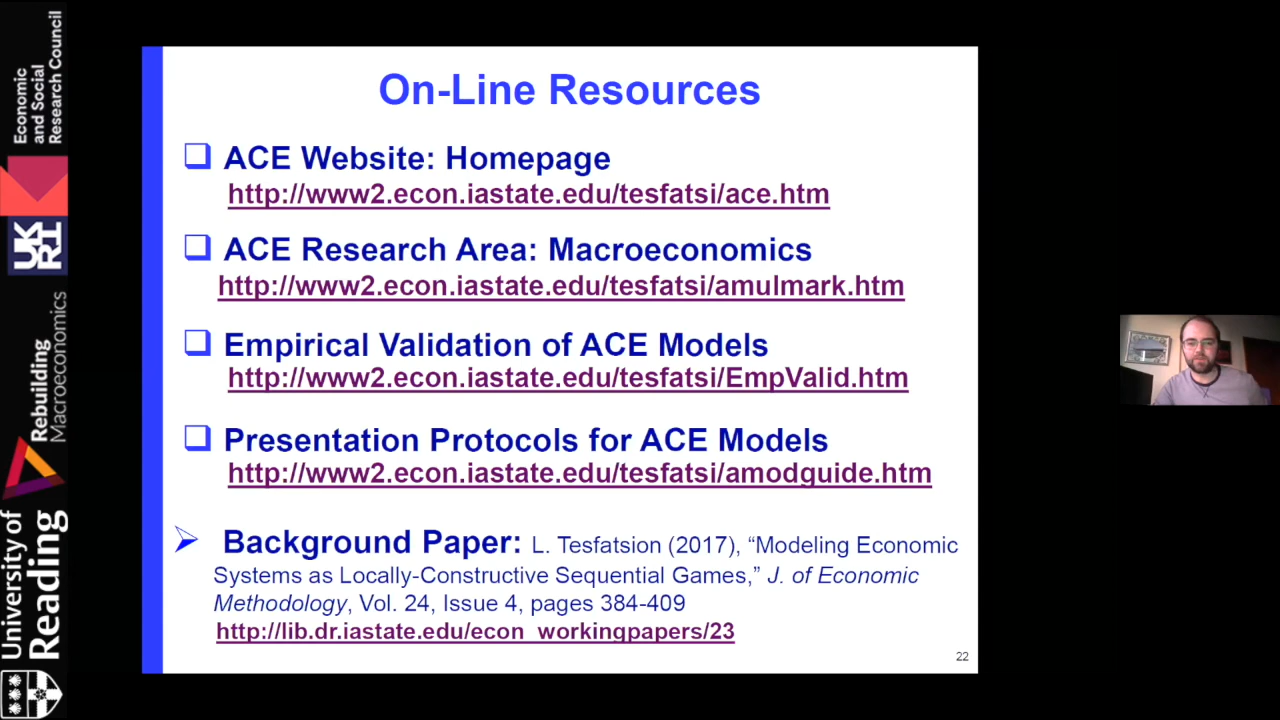 Economic
and Social
Research Council
UKRI
Rebuilding
Macroeconomics
University of
Reading
On-Line Resources
ACE Website: Homepage
http://www2.econ.iastate.edu/tesfatsi/ace.htm
ACE Research Area: Macroeconomics
http://www2.econ.iastate.edu/tesfatsi/amulmark.htm
Empirical Validation of ACE Models
http://www2.econ.iastate.edu/tesfatsi/EmpValid.htm
Presentation Protocols for ACE Models
http://www2.econ.iastate.edu/tesfatsi/amodguide.htm
Background Paper: L. Tesfatsion (2017), “Modeling Economic
Systems as Locally-Constructive Sequential Games,” J. of Economic
Methodology, Vol. 24, Issue 4, pages 384-409
http://lib.dr.iastate.edu/econ_workingpapers/23
22